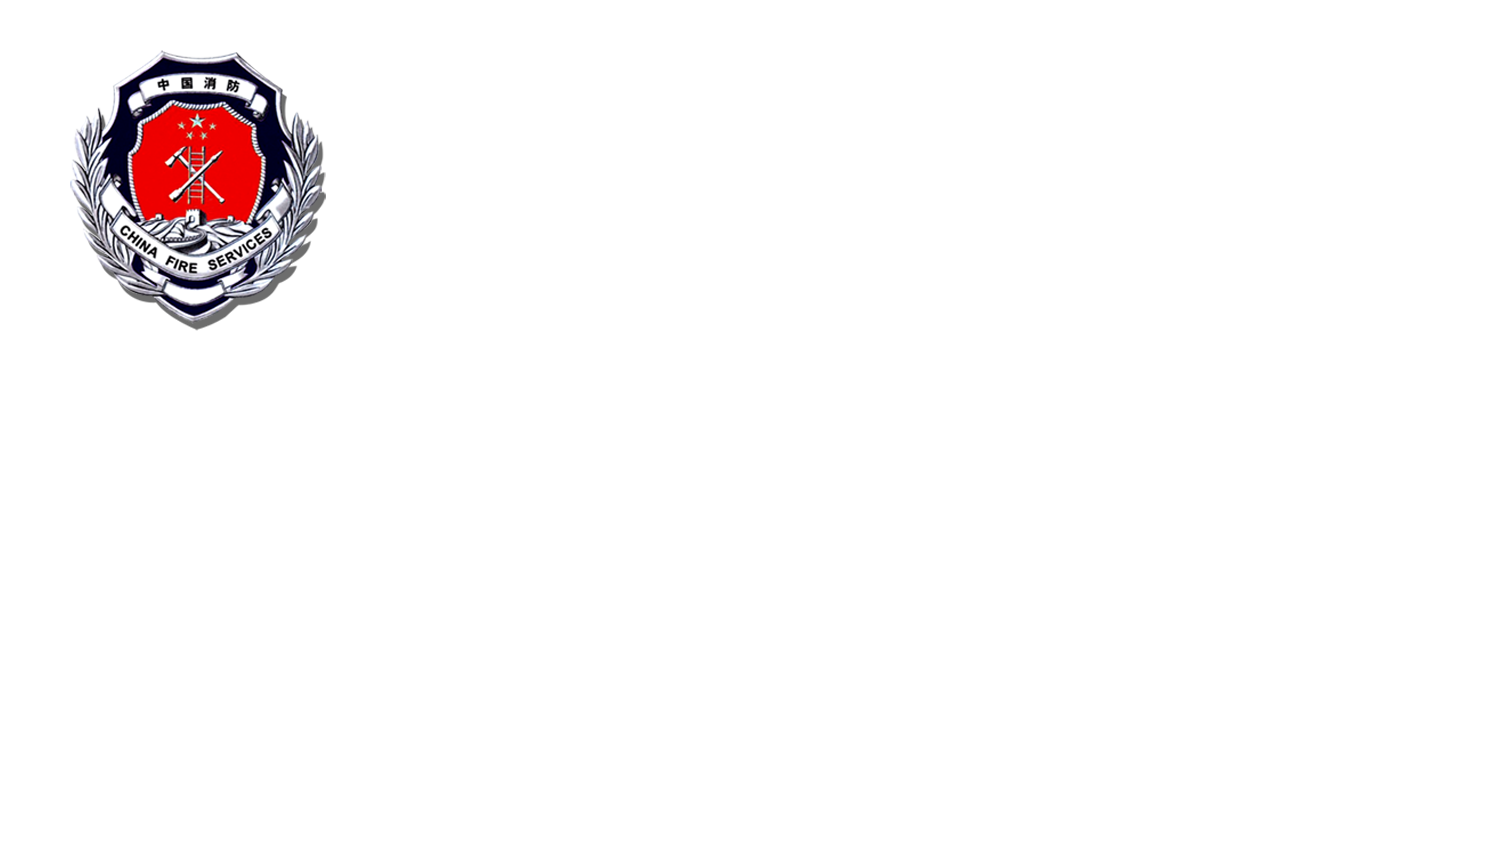 中国消防
CHINA FIRE SERVICES